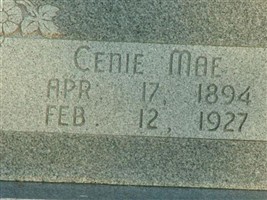 CENIE MAE
APR. 17, 1894
FEB. 12, 1927